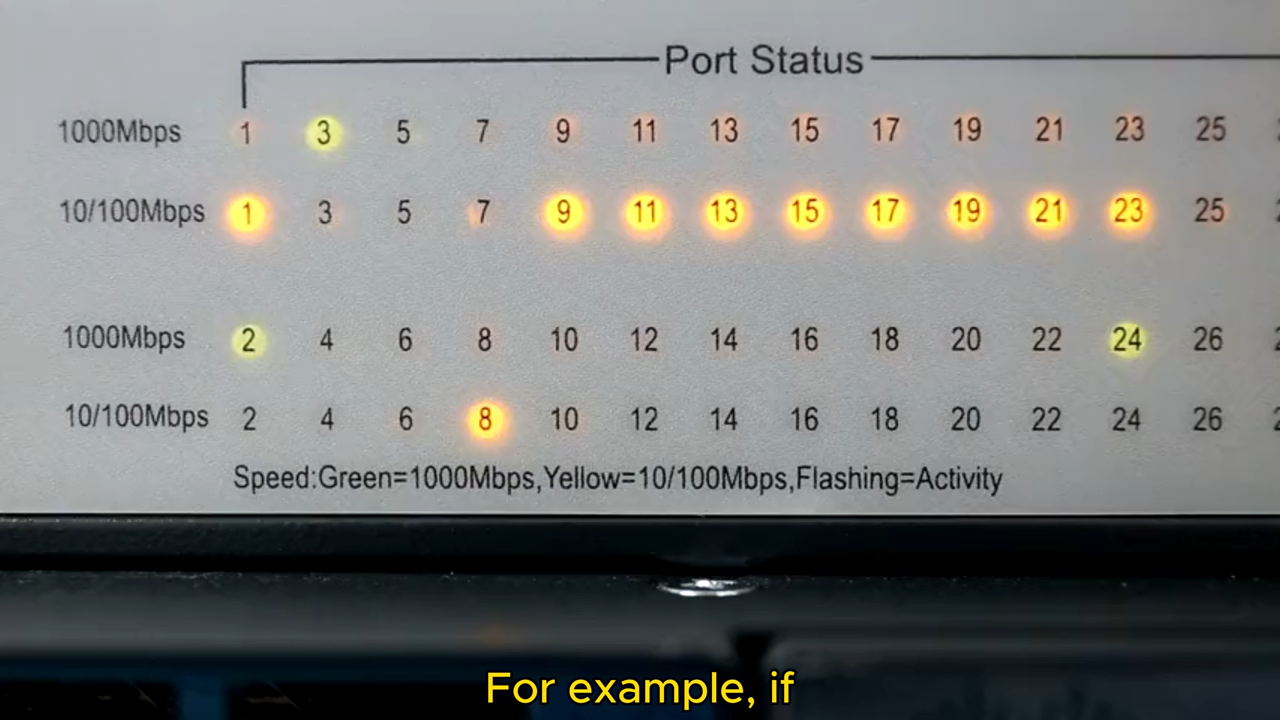 Port Status
1000Mbps 1 3 5 7 9 11 13 15 17 19 21 23 25
10/100Mbps 1 3 5 7 9 11 13 15 17 19 21 23 25
1000Mbps 2 4 6 8 10 12 14 16 18 20 22 24 26
10/100Mbps 2 4 6 8 10 12 14 16 18 20 22 24 26
Speed:Green=1000Mbps,Yellow=10/100Mbps,Flashing=Activity
For example, if